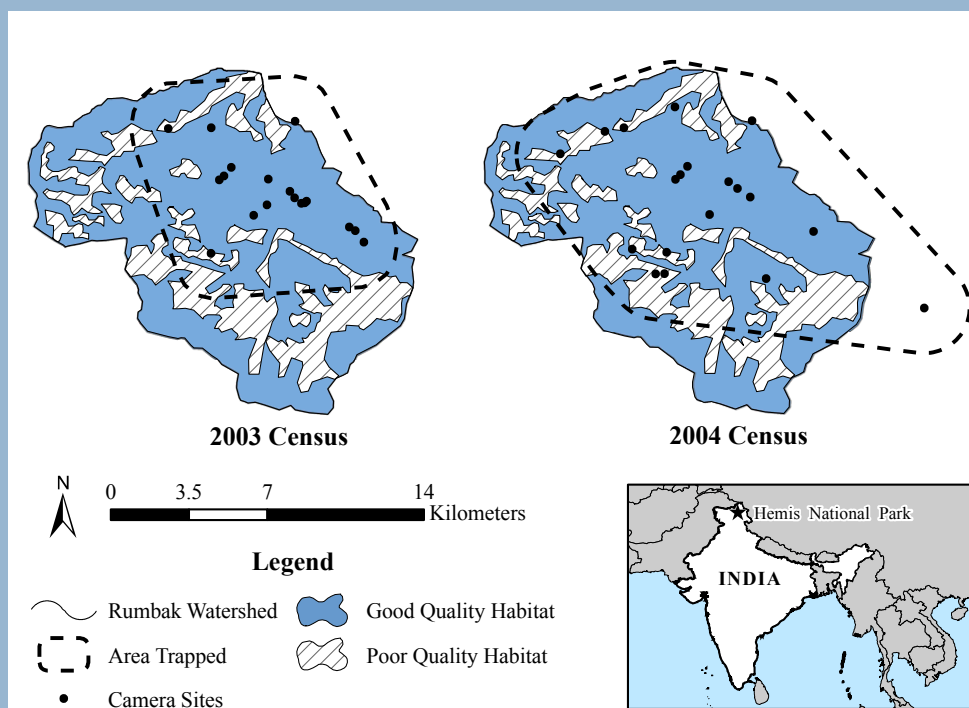 2003 Census
2004 Census
N
0 3.5 7 14
Kilometers
Legend
Rumbak Watershed
Good Quality Habitat
Area Trapped
Poor Quality Habitat
Camera Sites
Hemis National Park
INDIA